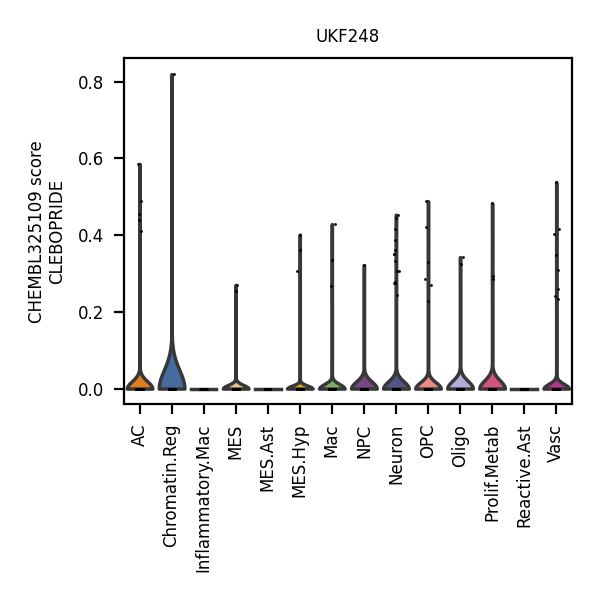 UKF248
CHEMBL325109 score
CLEBOPRIDE
0.8
0.6
0.4
0.2
0.0
AC
Chromatin.Reg
Inflammatory.Mac
MES
MES.Ast
MES.Hyp
Mac
NPC
Neuron
OPC
Oligo
Prolif.Metab
Reactive.Ast
Vasc